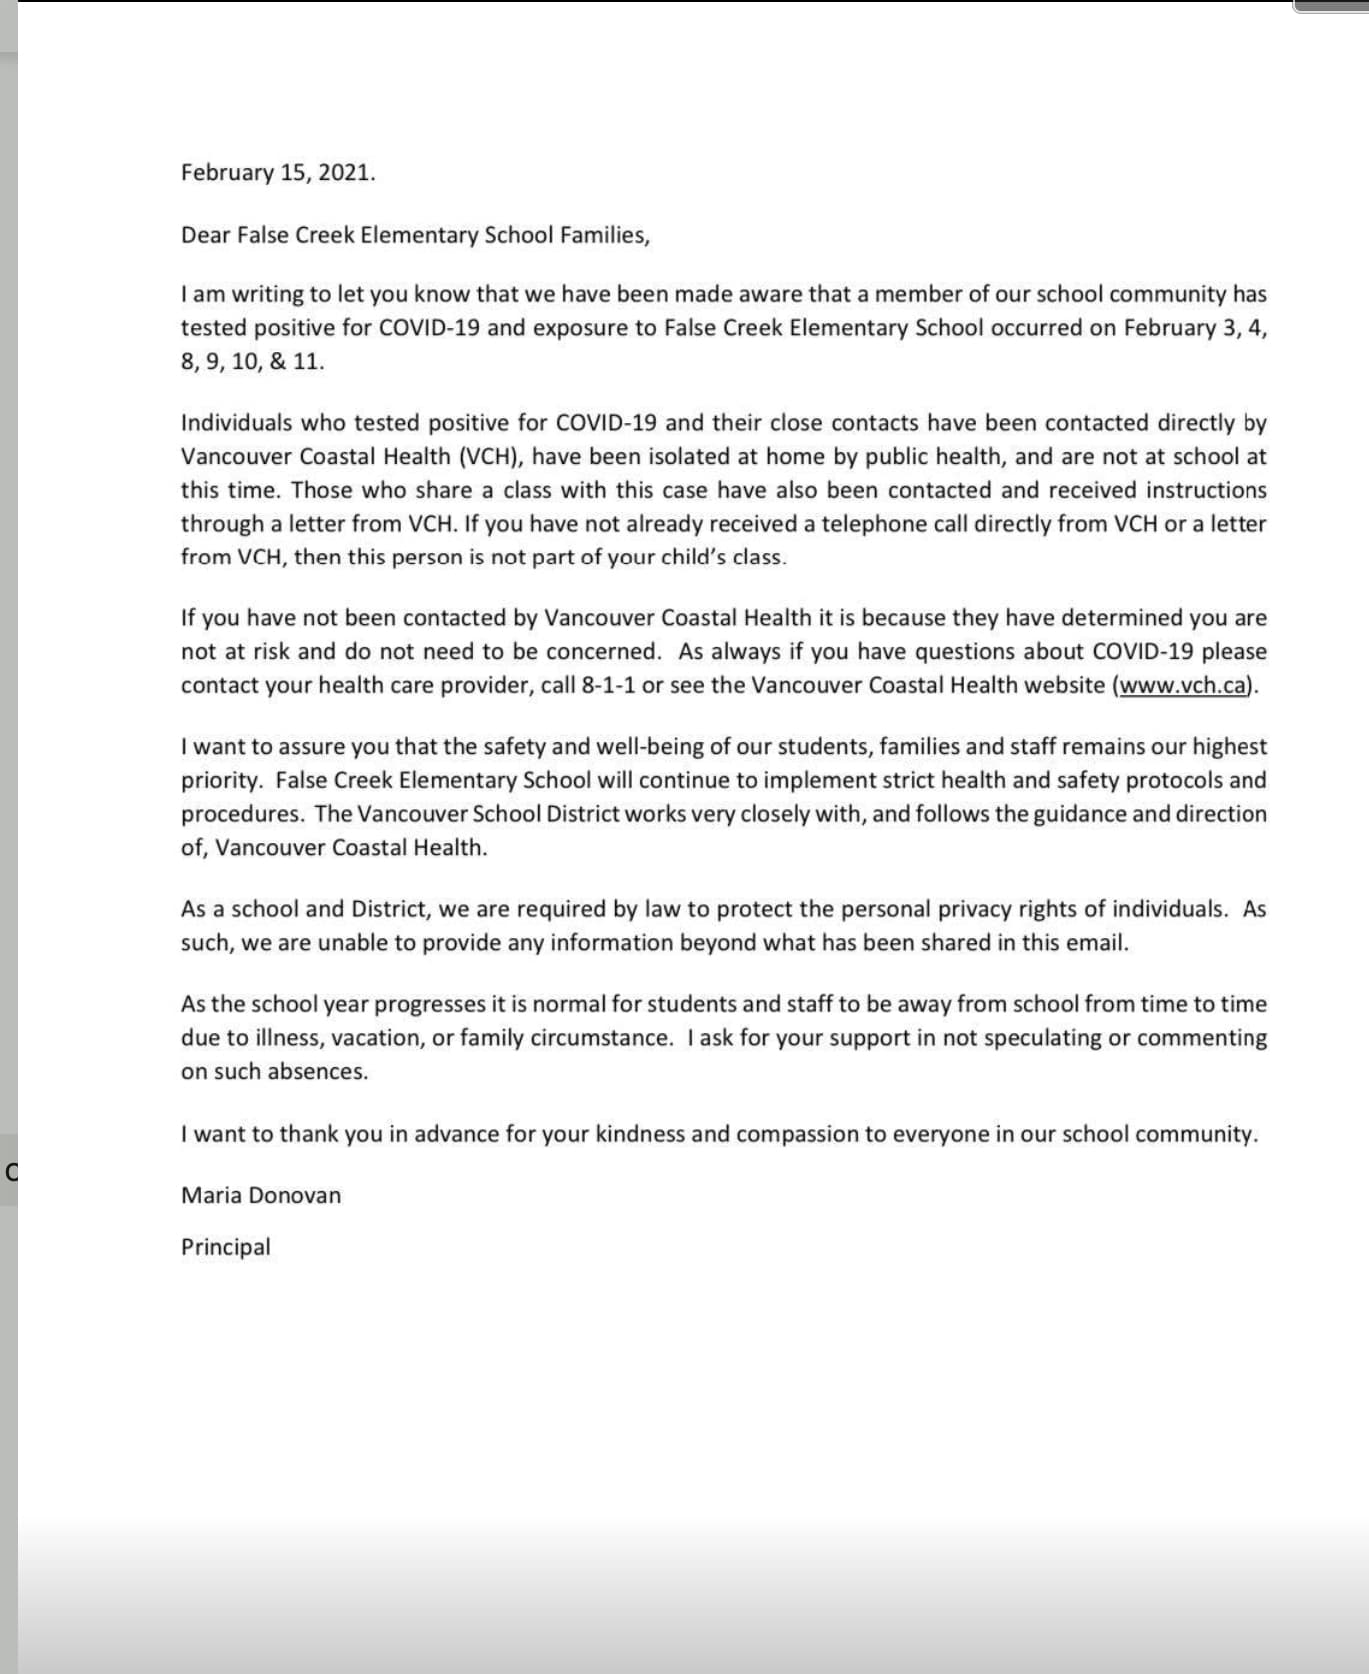 February 15, 2021.
Dear False Creek Elementary School Families,
I am writing to let you know that we have been made aware that a member of our school community has
tested positive for COVID-19 and exposure to False Creek Elementary School occurred on February 3, 4,
8, 9, 10, & 11.
Individuals who tested positive for COVID-19 and their close contacts have been contacted directly by
Vancouver Coastal Health (VCH), have been isolated at home by public health, and are not at school at
this time. Those who share a class with this case have also been contacted and received instructions
through a letter from VCH. If you have not already received a telephone call directly from VCH or a letter
from VCH, then this person is not part of your child's class.
If you have not been contacted by Vancouver Coastal Health it is because they have determined you are
not at risk and do not need to be concerned.  As always if you have questions about COVID-19 please
contact your health care provider, call 8-1-1 or see the Vancouver Coastal Health website (www.vch.ca).
I want to assure you that the safety and well-being of our students, families and staff remains our highest
priority.  False Creek Elementary School will continue to implement strict health and safety protocols and
procedures.  The Vancouver School District works very closely with, and follows the guidance and direction
of, Vancouver Coastal Health.
As a school and District, we are required by law to protect the personal privacy rights of individuals.  As
such, we are unable to provide any information beyond what has been shared in this email.
As the school year progresses it is normal for students and staff to be away from school from time to time
due to illness, vacation, or family circumstance.  I ask for your support in not speculating or commenting
on such absences.
I want to thank you in advance for your kindness and compassion to everyone in our school community.
Maria Donovan
Principal